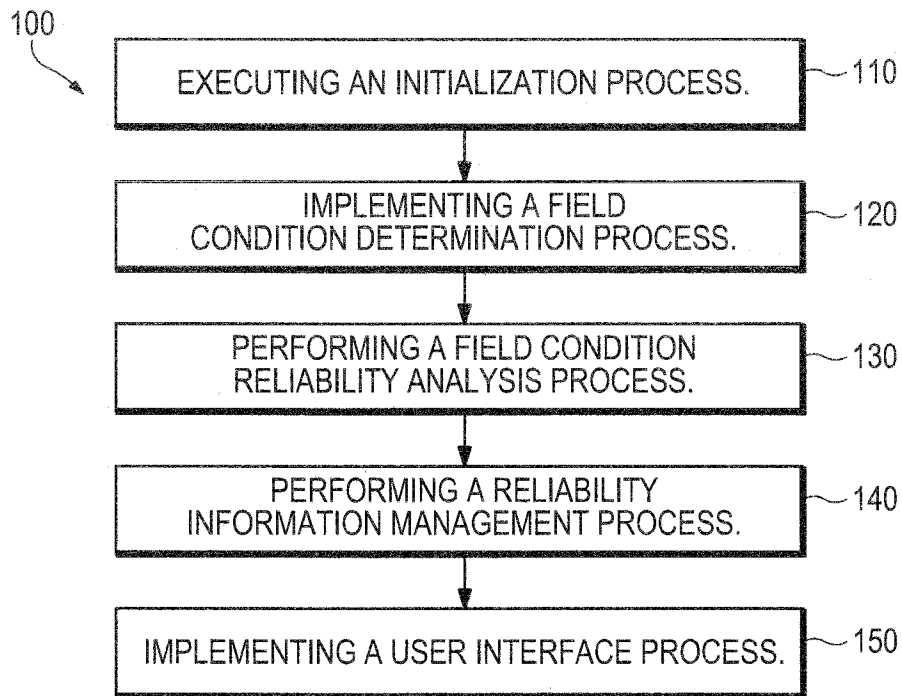 100
EXECUTING AN INITIALIZATION PROCESS.
110
IMPLEMENTING A FIELD
CONDITION DETERMINATION PROCESS.
120
PERFORMING A FIELD CONDITION
RELIABILITY ANALYSIS PROCESS.
130
PERFORMING A RELIABILITY
INFORMATION MANAGEMENT PROCESS.
140
IMPLEMENTING A USER INTERFACE PROCESS.
150